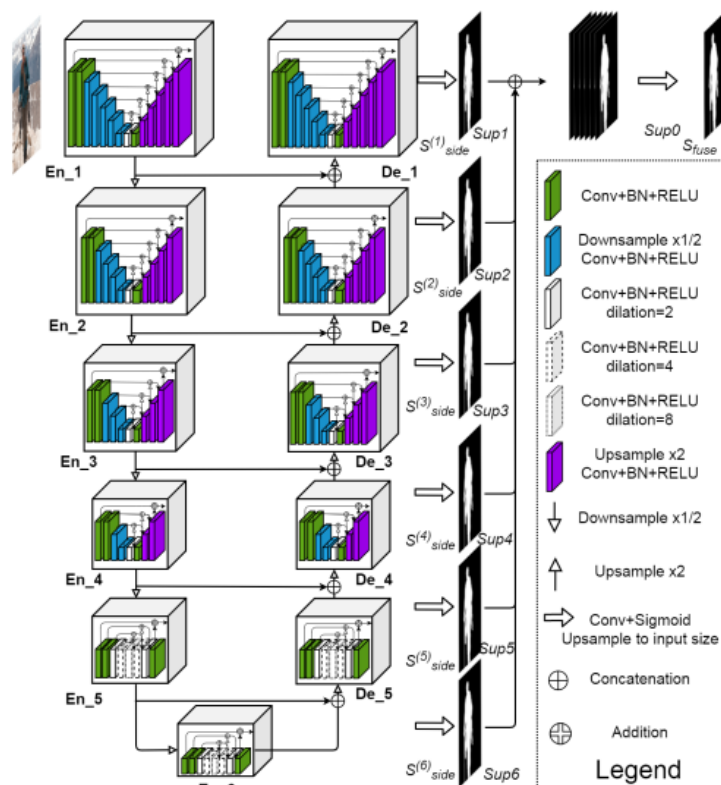 En_1
De_1
S(1)side
Sup1
Sup0
Sfuse
En_2
De_2
S(2)side
Sup2
En_3
De_3
S(3)side
Sup3
En_4
De_4
S(4)side
Sup4
En_5
De_5
S(5)side
Sup5
S(6)side
Sup6
Conv+BN+RELU
Downsample x1/2
Conv+BN+RELU
Conv+BN+RELU
dilation=2
Conv+BN+RELU
dilation=4
Conv+BN+RELU
dilation=8
Upsample x2
Conv+BN+RELU
Downsample x1/2
Upsample x2
Conv+Sigmoid
Upsample to input size
Concatenation
Addition
Legend